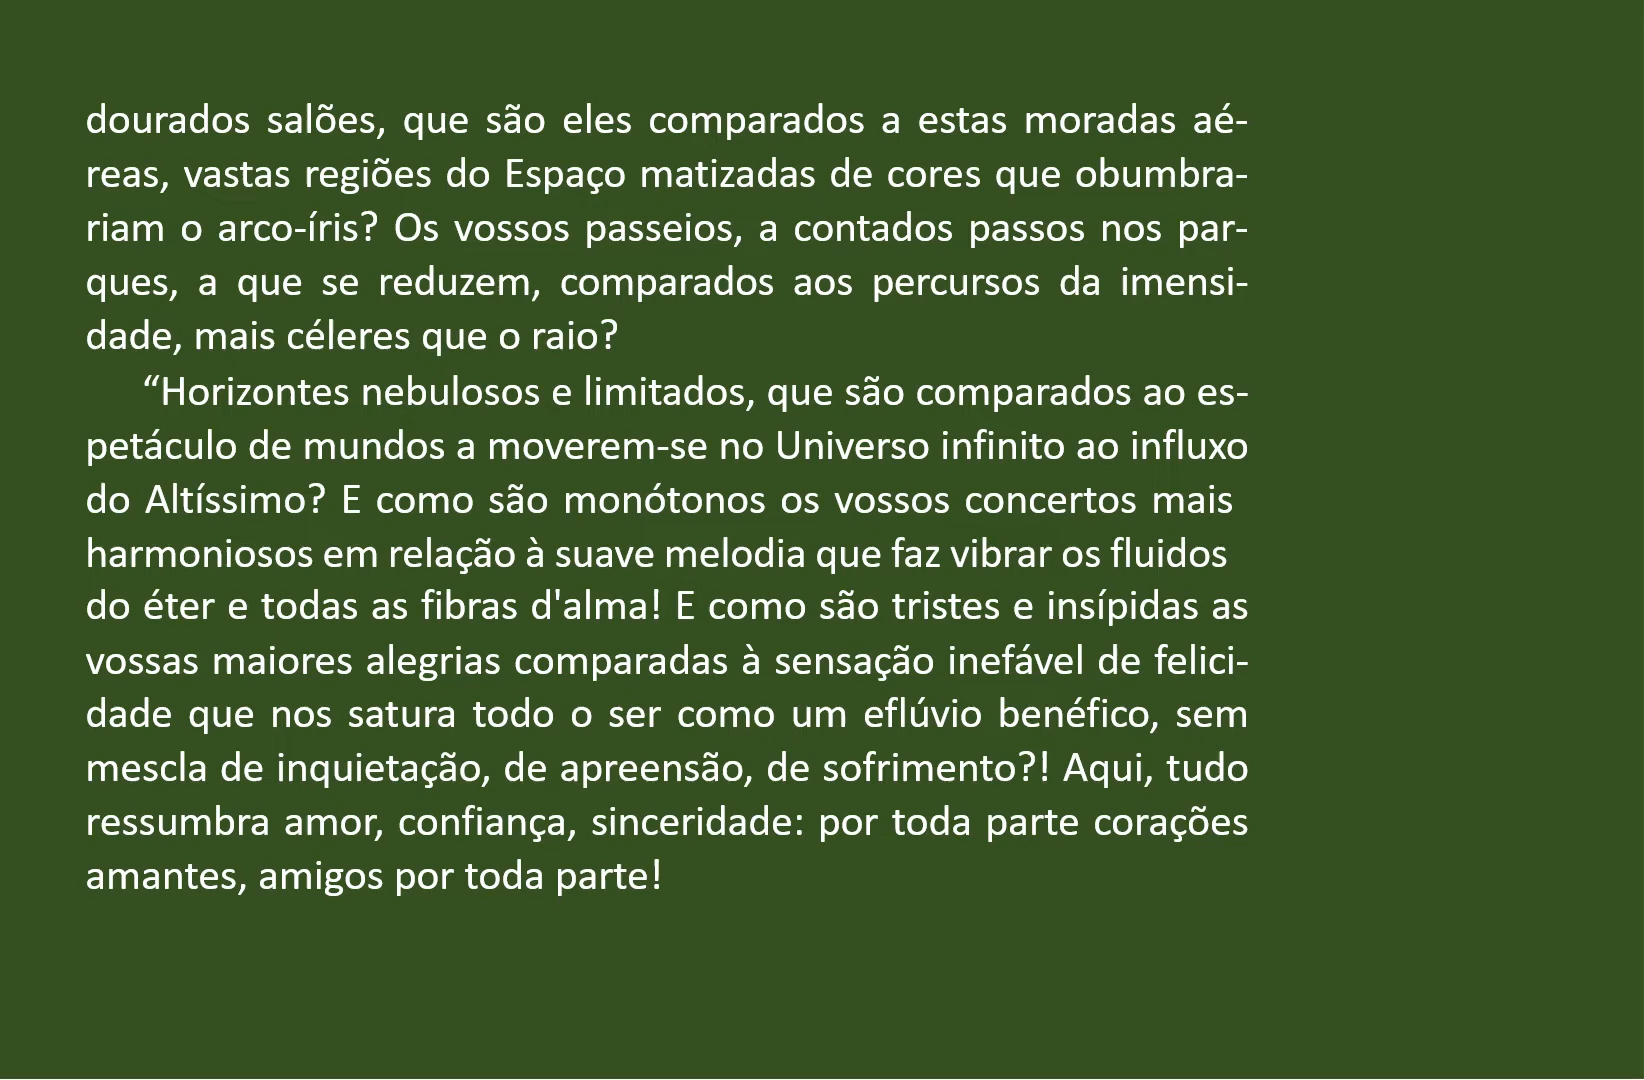 dourados salões, que são eles comparados a estas moradas aé-
reas, vastas regiões do Espaço matizadas de cores que obumbra-
riam o arco-íris? Os vossos passeios, a contados passos nos par-
ques, a que se reduzem, comparados aos percursos da imensi-
dade, mais céleres que o raio?
“Horizontes nebulosos e limitados, que são comparados ao es-
petáculo de mundos a moverem-se no Universo infinito ao influxo
do Altíssimo? E como são monótonos os vossos concertos mais
harmoniosos em relação à suave melodia que faz vibrar os fluidos
do éter e todas as fibras d'alma! E como são tristes e insípidas as
vossas maiores alegrias comparadas à sensação inefável de felici-
dade que nos satura todo o ser como um eflúvio benéfico, sem
mescla de inquietação, de apreensão, de sofrimento?! Aqui, tudo
ressumbra amor, confiança, sinceridade: por toda parte corações
amantes, amigos por toda parte!